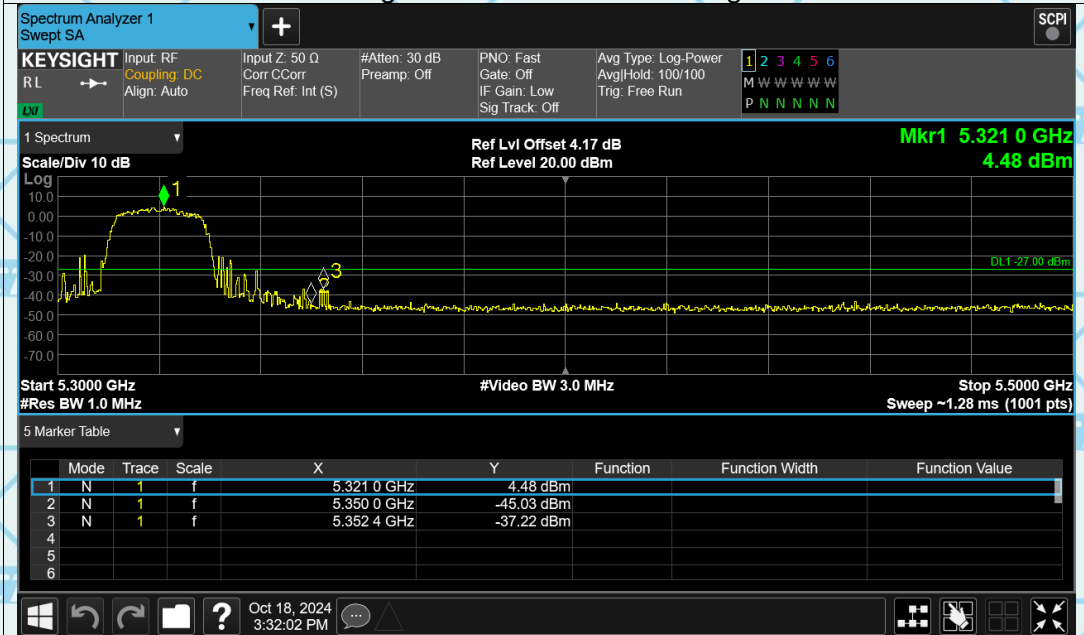 Spectrum Analyzer 1
Swept SA
+
SCPI
KEYSIGHT
RL
LXI
Input: RF
Coupling: DC
Align: Auto
Input Z: 50 Ω
Corr CCorr
Freq Ref: Int (S)
#Atten: 30 dB
Preamp: Off
PNO: Fast
Gate: Off
IF Gain: Low
Sig Track: Off
Avg Type: Log-Power
Avg|Hold: 100/100
Trig: Free Run
1 2 3 4 5 6
M W W W W W
P N N N N N
1 Spectrum
Scale/Div 10 dB
Ref Lvl Offset 4.17 dB
Ref Level 20.00 dBm
Mkr1 5.321 0 GHz
4.48 dBm
Log
10.0
0.00
-10.0
-20.0
-30.0
-40.0
-50.0
-60.0
-70.0
1
3
DL1 -27.00 dBm
Start 5.3000 GHz
#Video BW 3.0 MHz
Stop 5.5000 GHz
#Res BW 1.0 MHz
Sweep ~1.28 ms (1001 pts)
5 Marker Table
Mode Trace Scale X Y Function Function Width Function Value
1 N 1 f 5.321 0 GHz 4.48 dBm
2 N 1 f 5.350 0 GHz -45.03 dBm
3 N 1 f 5.352 4 GHz -37.22 dBm
4
5
6
?
Oct 18, 2024
3:32:02 PM